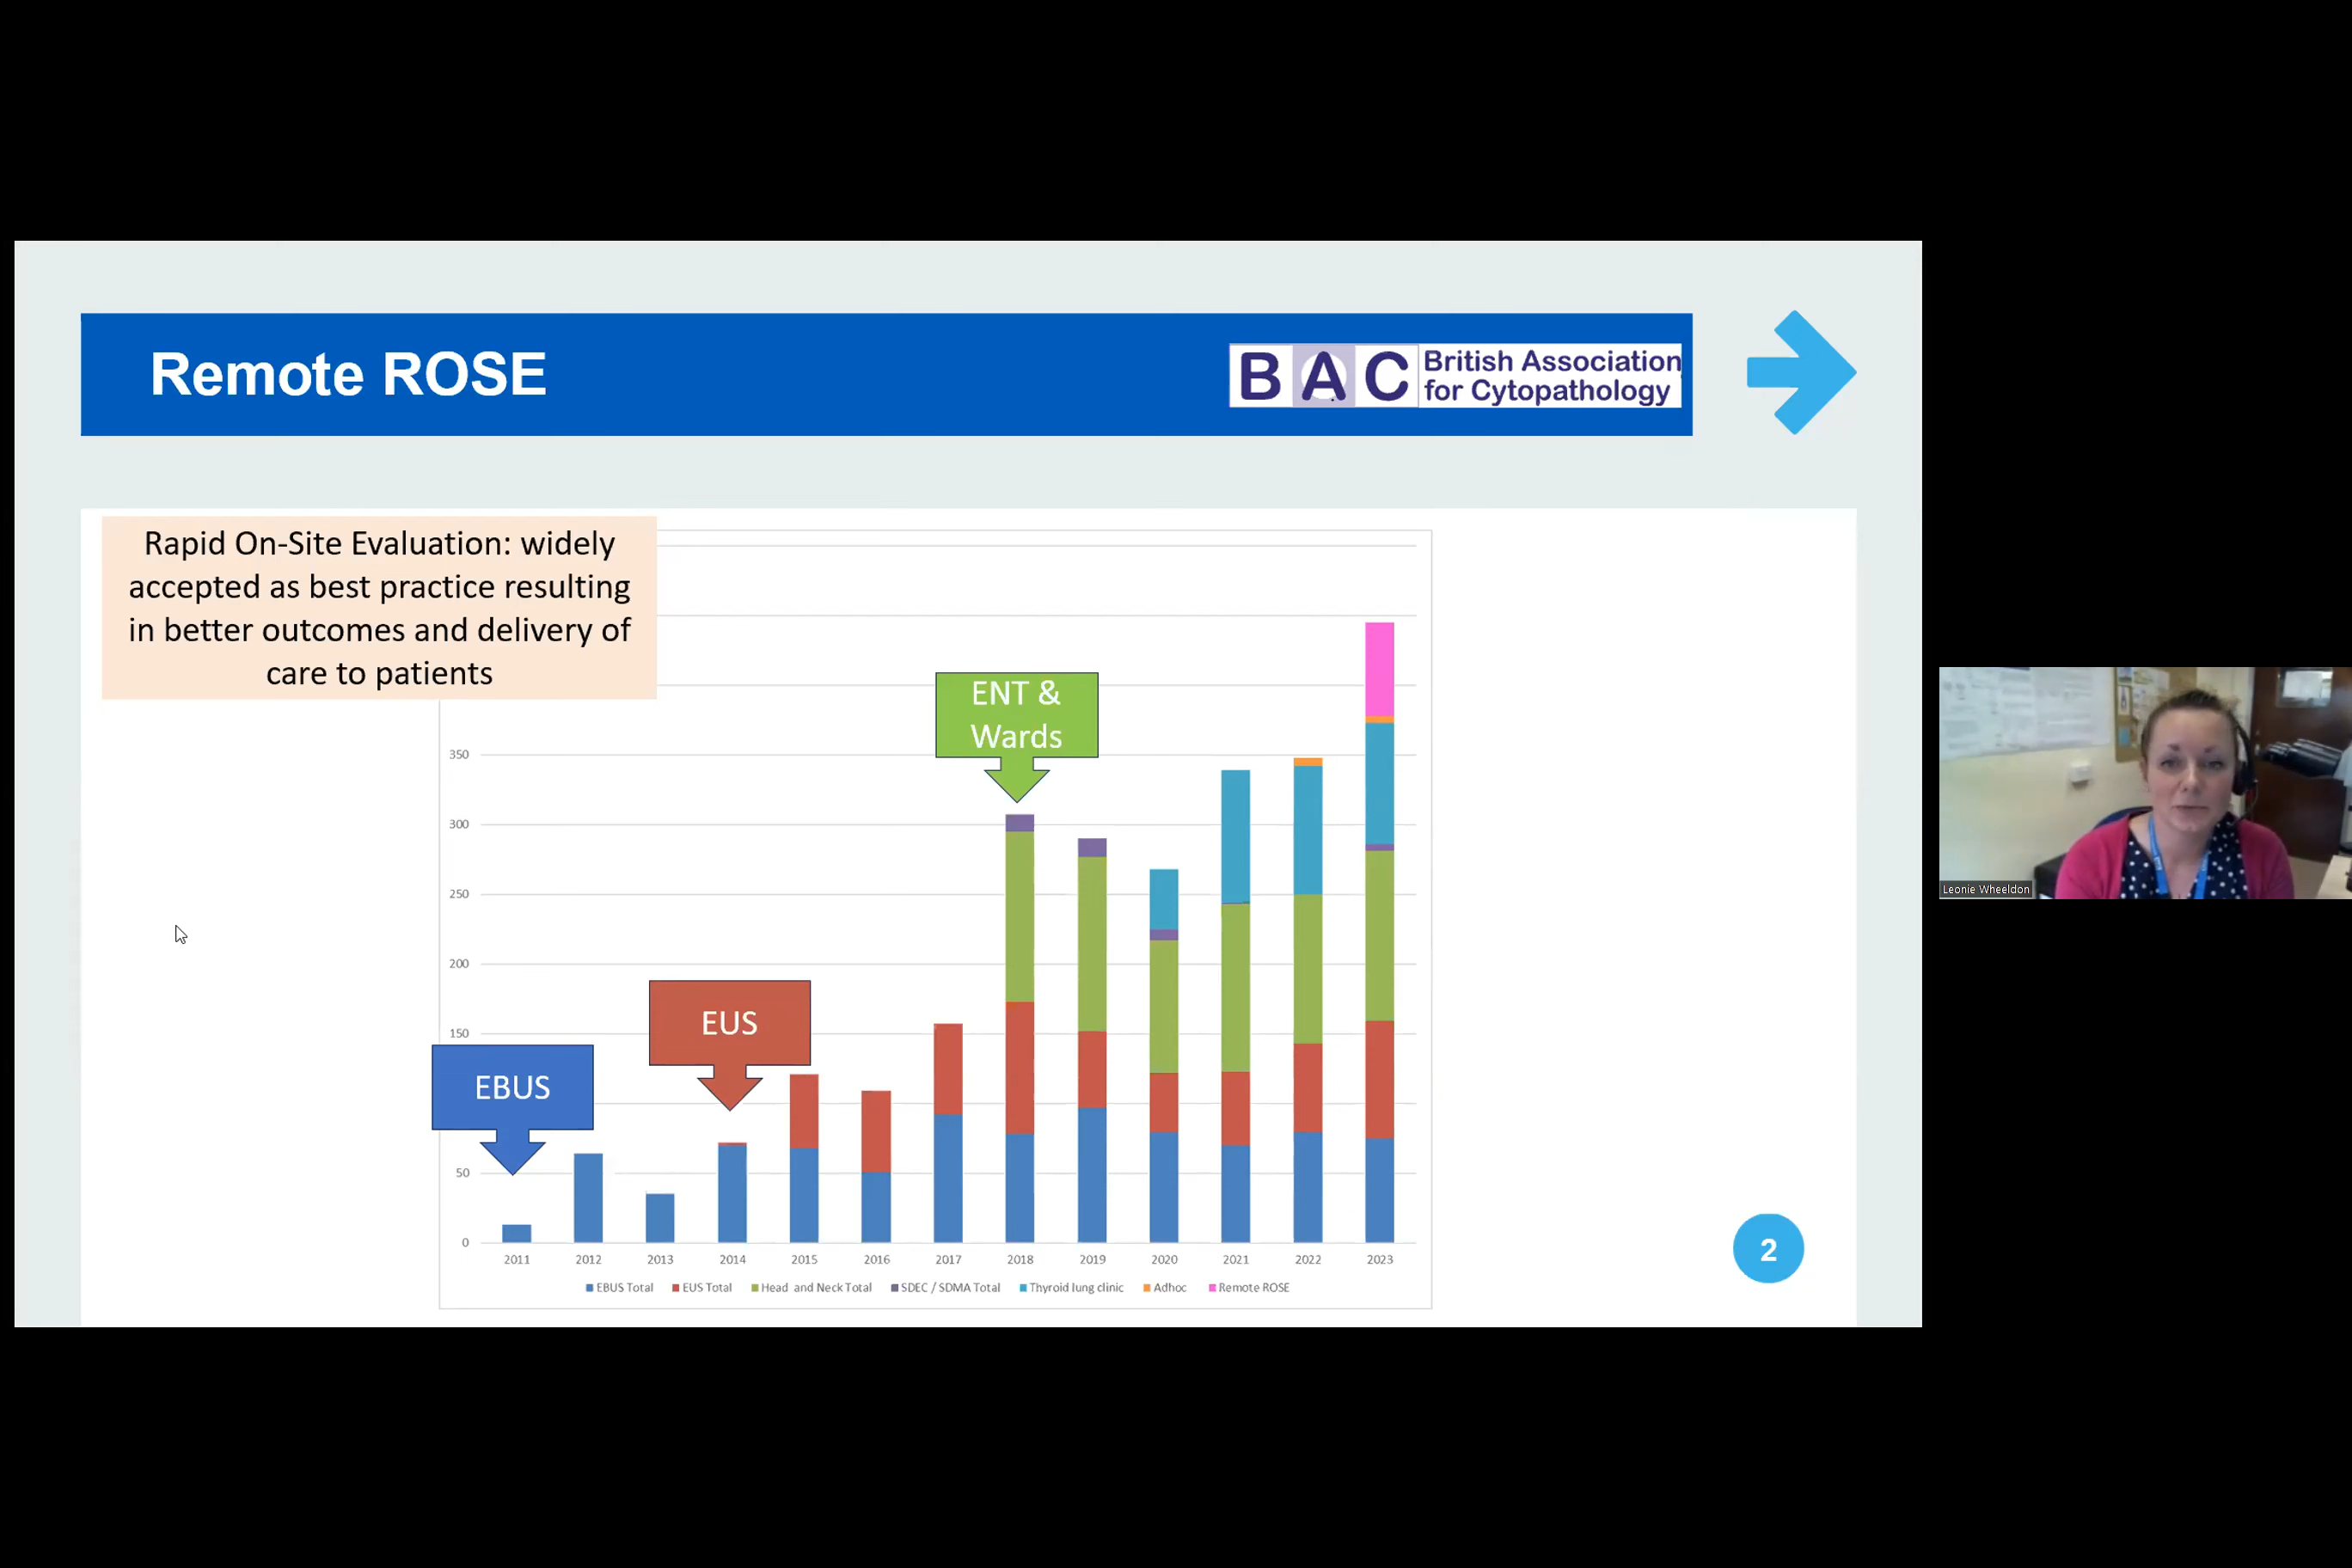 Remote ROSE
BAC
British Association
for Cytopathology
Rapid On-Site Evaluation: widely
accepted as best practice resulting
in better outcomes and delivery of
care to patients
ENT &
Wards
EUS
EBUS
350
300
250
200
150
50
0
2011 2012 2013 2014 2015 2016 2017 2018 2019 2020 2021 2022 2023
EBUS Total EUS Total Head and Neck Total SDEC / SDMA Total Thyroid lung clinic Adhoc Remote ROSE
2
Leonie Wheeldon